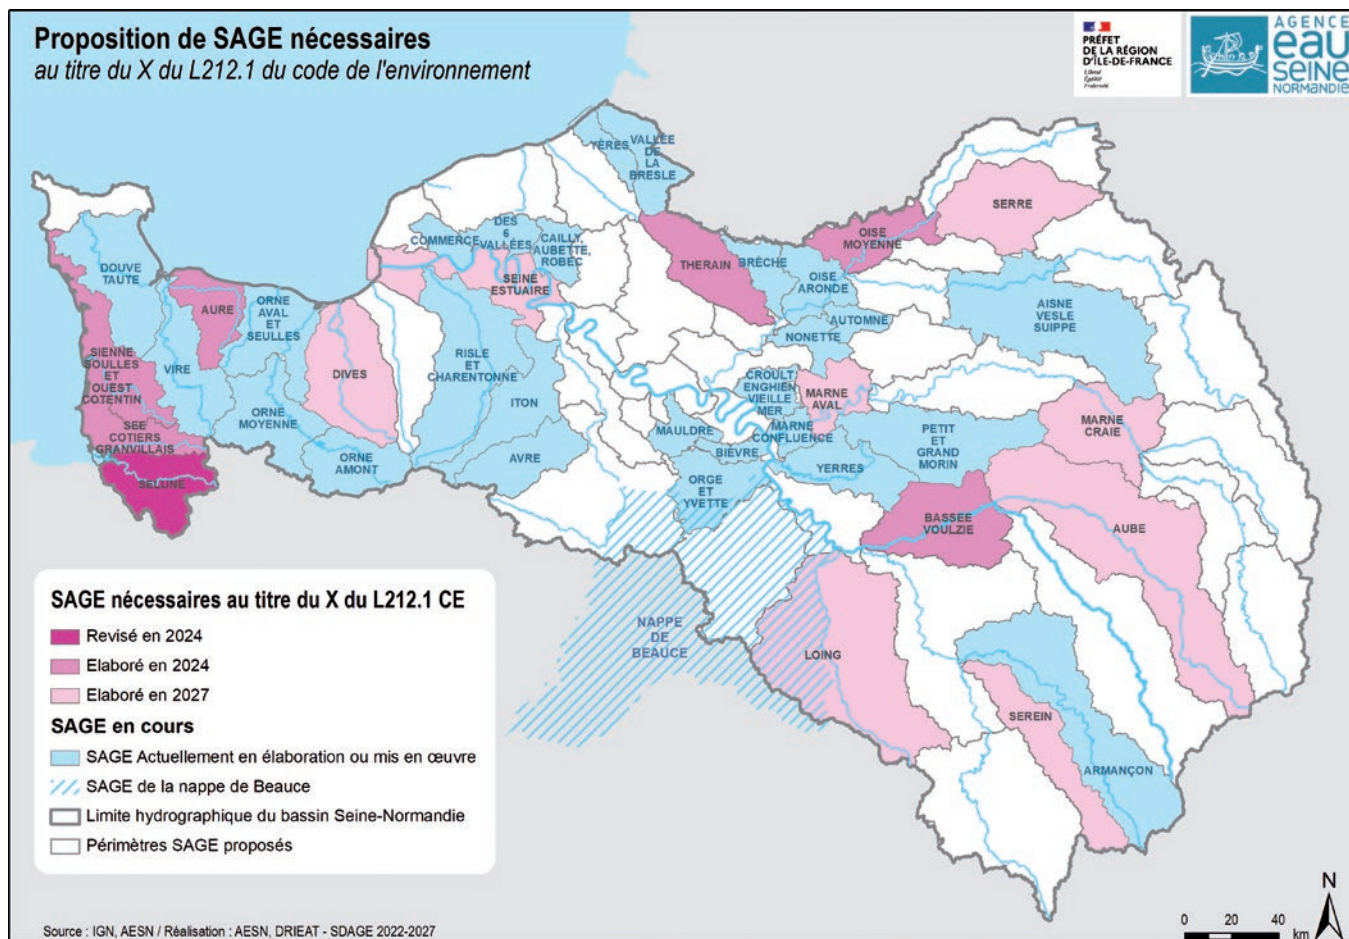 Proposition de SAGE nécessaires
au titre du X du L212.1 du code de l'environnement
PRÉFET
DE LA RÉGION
D'ÎLE-DE-FRANCE
Liberté
Égalité
Fraternité
AGENCE
eau
SEINE
NORMANDIE
YÈRES
VALLÉE
DE
LA
BRESLE
SERRE
OISE
MOYENNE
DES
6
VALLÉES
COMMERCE
CAILLY,
AUBETTE,
ROBEC
THERAIN
BRÈCHE
DOUVE
TAUTE
SEINE
ESTUAIRE
OISE
ARONDE
AURE
ORNE
AVAL
ET
SEULLES
AISNE
VESLE
SUIPPE
AUTOMNE
NONETTE
SIENNE
SOULLES
ET
OUEST
COTENTIN
VIRE
DIVES
RISLE
ET
CHARENTONNE
CROULT
ENGHIEN
VIEILLE
MER
MARNE
AVAL
ITON
ORNE
MOYENNE
SEE
COTIERS
GRANVILLAIS
MAULDRE
MARNE
CONFLUENCE
PETIT
ET
GRAND
MORIN
MARNE
CRAIE
AVRE
BIÈVRE
YERRES
ORNE
AMONT
SELUNE
ORGE
ET
YVETTE
BASSEE
VOULZIE
AUBE
NAPPE
DE
BEAUCE
LOING
SEREIN
ARMANÇON
SAGE nécessaires au titre du X du L212.1 CE
Revisé en 2024
Elaboré en 2024
Elaboré en 2027
SAGE en cours
SAGE Actuellement en élaboration ou mis en œuvre
SAGE de la nappe de Beauce
Limite hydrographique du bassin Seine-Normandie
Périmètres SAGE proposés
N
0 20 40
km
Source : IGN, AESN / Réalisation : AESN, DRIEAT - SDAGE 2022-2027